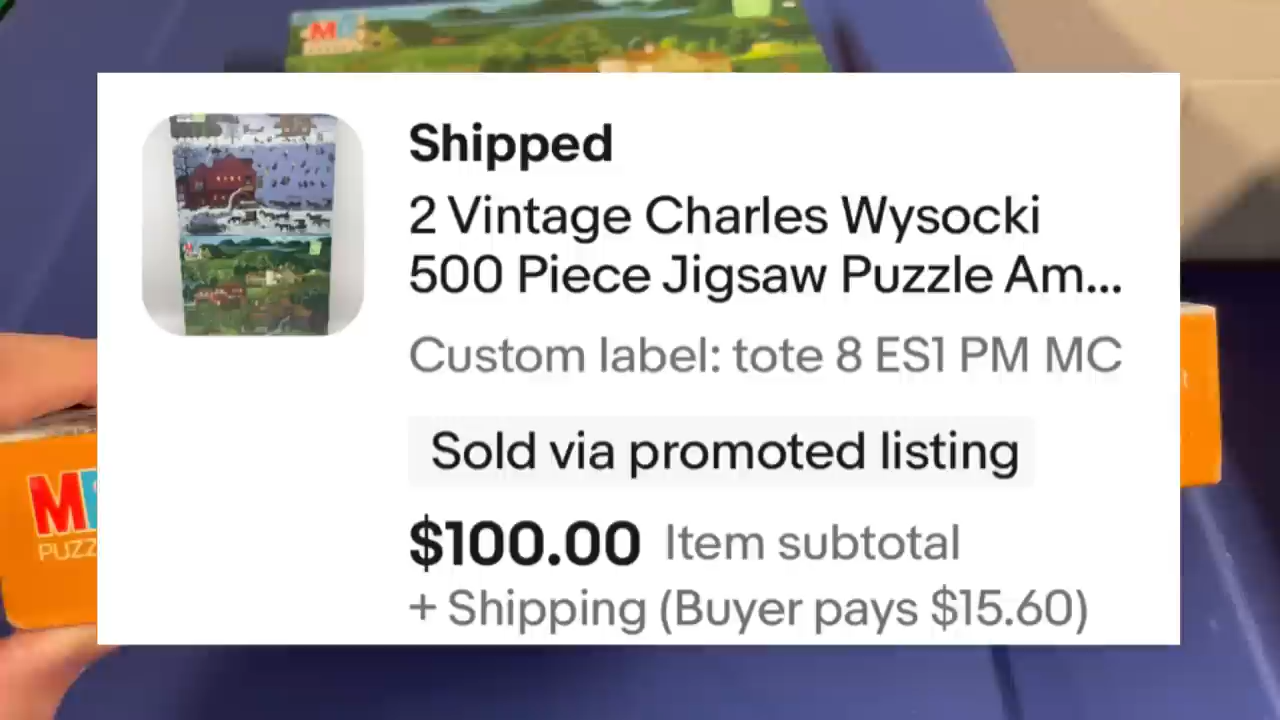 MB
Shipped
2 Vintage Charles Wysocki
500 Piece Jigsaw Puzzle Am...
Custom label: tote 8 ES1 PM MC
Sold via promoted listing
$100.00 Item subtotal
+ Shipping (Buyer pays $15.60)